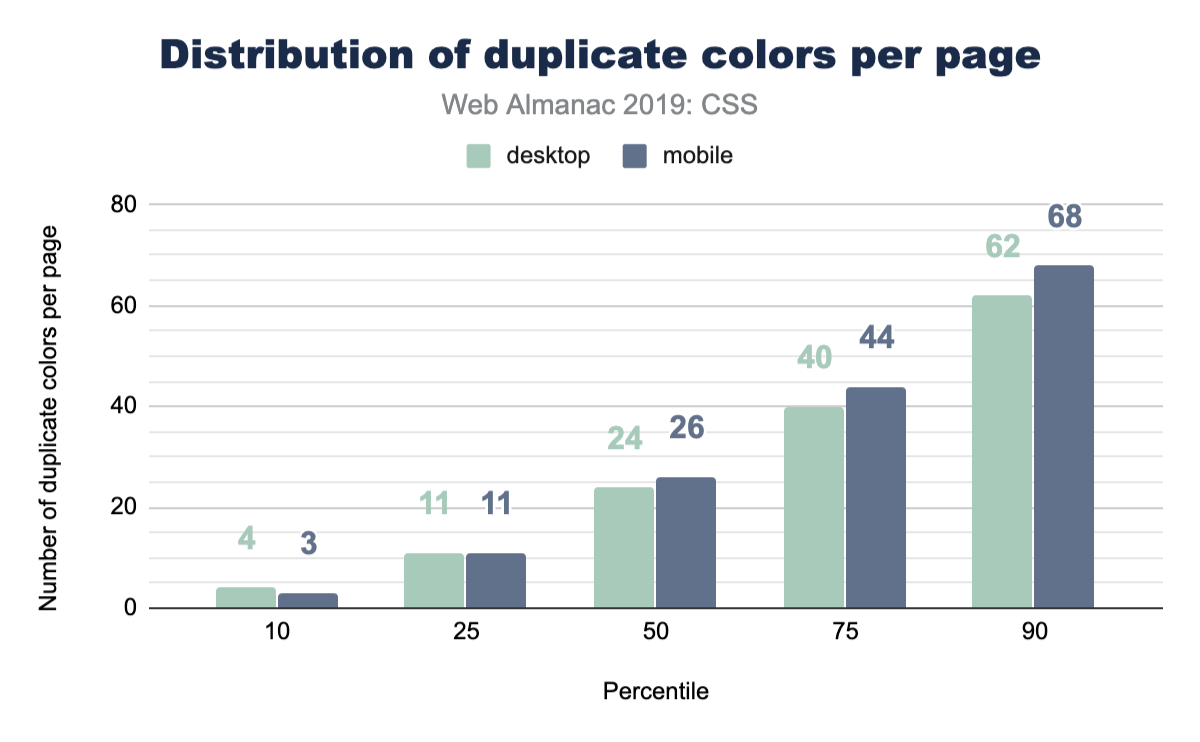 Distribution of duplicate colors per page
Web Almanac 2019: CSS
desktop mobile
Number of duplicate colors per page
80
60
40
20
0
4 3
11 11
24 26
40 44
62 68
10 25 50 75 90
Percentile